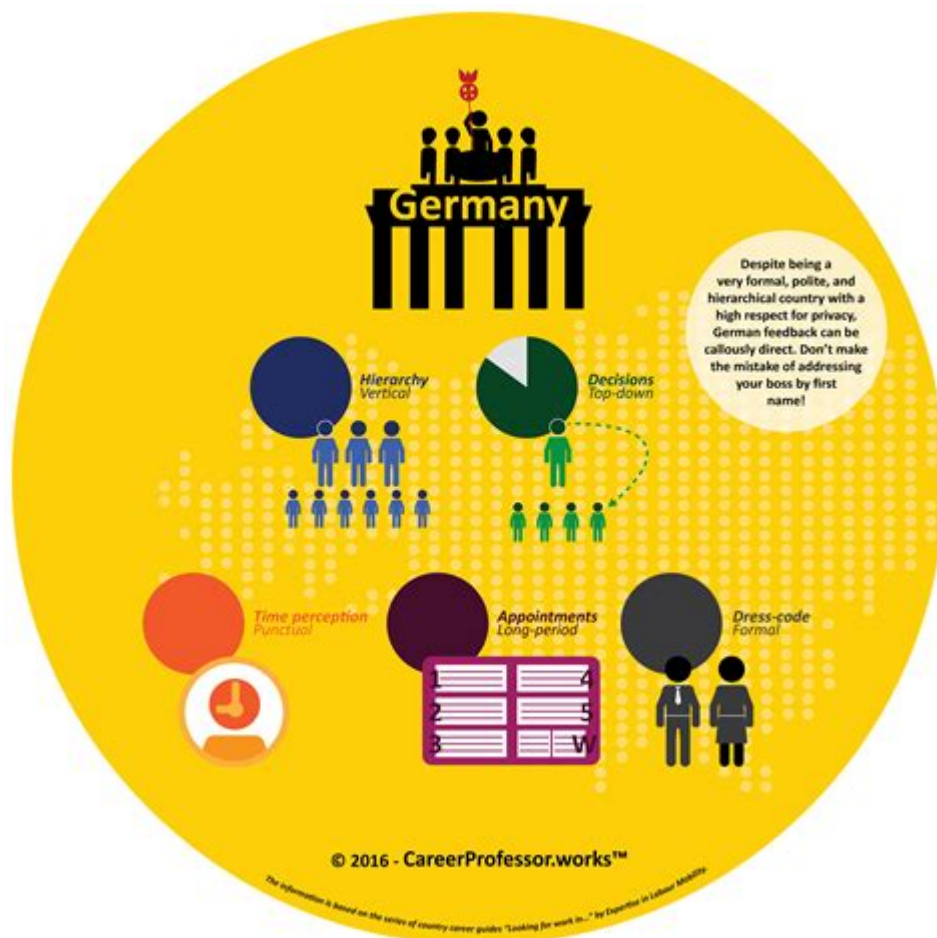 Germany
Despite being a
very formal, polite, and
hierarchical country with a
high respect for privacy,
German feedback can be
callously direct. Don't make
the mistake of addressing
your boss by first
name!
Hierarchy
Vertical
Decisions
Top-down
Time perception
Punctual
Appointments
Long-period
Dress-code
Formal
1
4
2
5
3
W
© 2016 - CareerProfessor.works™
The information is based on the series of country career guides "Looking for work in..." by Expertise in Labour Mobility.